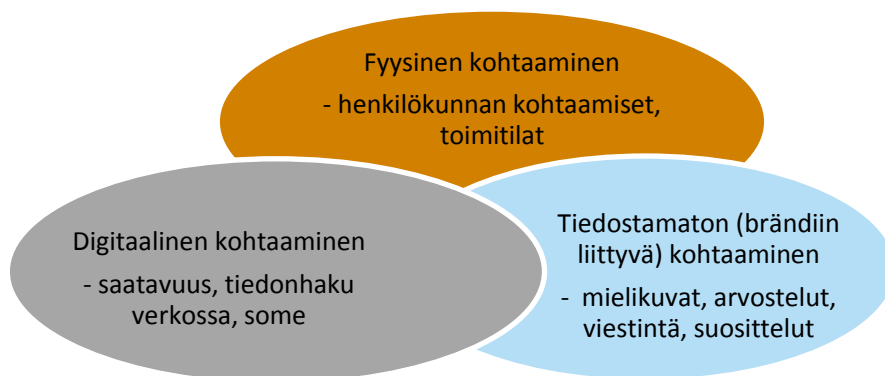 Fyysinen kohtaaminen
- henkilökunnan kohtaamiset,
toimitilat
Digitaalinen kohtaaminen
- saatavuus, tiedonhaku
verkossa, some
Tiedostamaton (brändiin
liittyvä) kohtaaminen
- mielikuvat, arvostelut,
viestintä, suosittelut